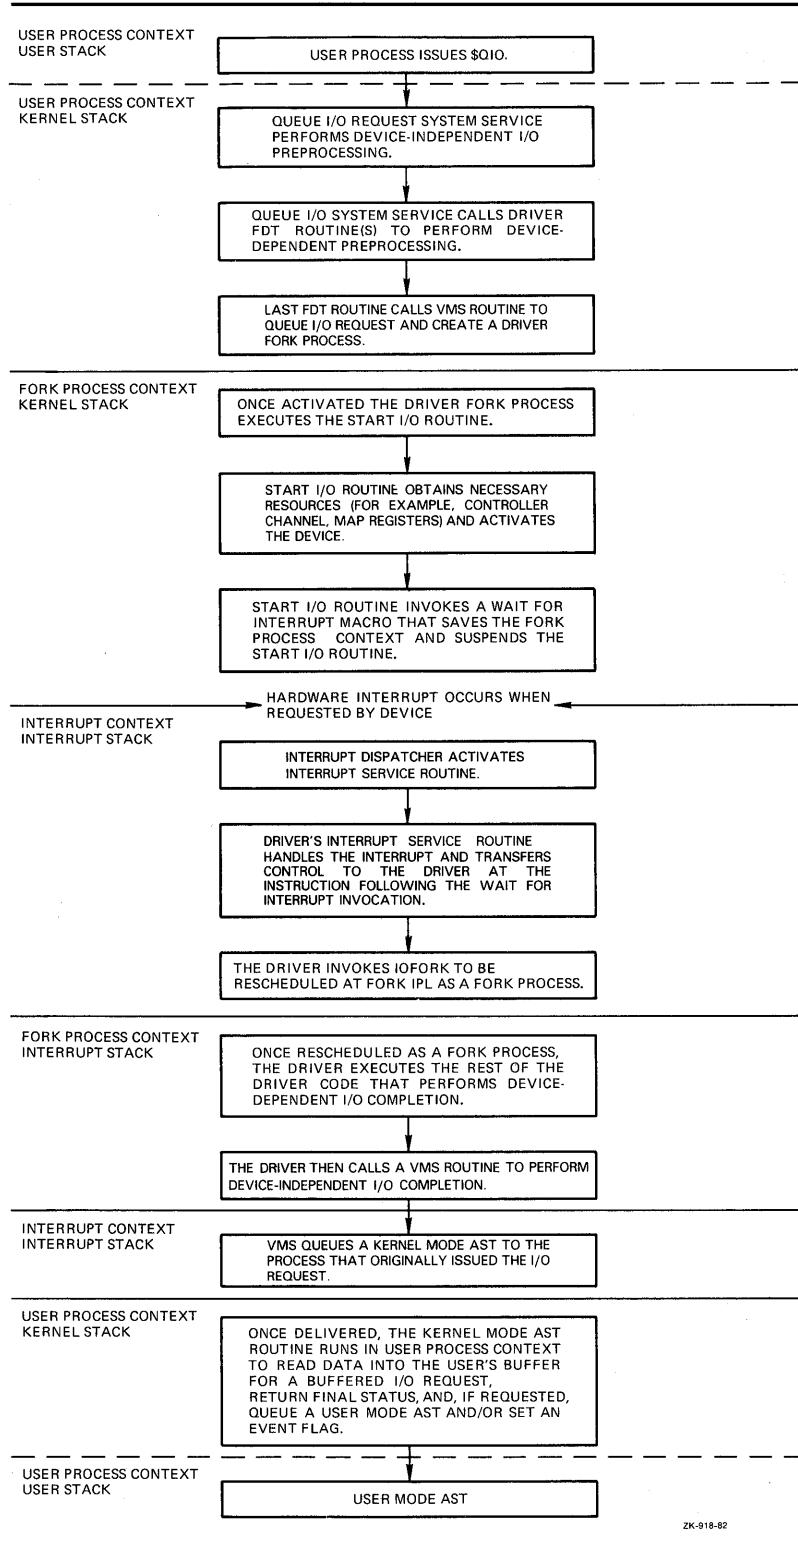 USER PROCESS CONTEXT
USER STACK
USER PROCESS ISSUES $QIO.
USER PROCESS CONTEXT
KERNEL STACK
QUEUE I/O REQUEST SYSTEM SERVICE
PERFORMS DEVICE-INDEPENDENT I/O
PREPROCESSING.
QUEUE I/O SYSTEM SERVICE CALLS DRIVER
FDT ROUTINE(S) TO PERFORM DEVICE-
DEPENDENT PREPROCESSING.
LAST FDT ROUTINE CALLS VMS ROUTINE TO
QUEUE I/O REQUEST AND CREATE A DRIVER
FORK PROCESS.
FORK PROCESS CONTEXT
KERNEL STACK
ONCE ACTIVATED THE DRIVER FORK PROCESS
EXECUTES THE START I/O ROUTINE.
START I/O ROUTINE OBTAINS NECESSARY
RESOURCES (FOR EXAMPLE, CONTROLLER
CHANNEL, MAP REGISTERS) AND ACTIVATES
THE DEVICE.
START I/O ROUTINE INVOKES A WAIT FOR
INTERRUPT MACRO THAT SAVES THE FORK
PROCESS CONTEXT AND SUSPENDS THE
START I/O ROUTINE.
HARDWARE INTERRUPT OCCURS WHEN
REQUESTED BY DEVICE
INTERRUPT CONTEXT
INTERRUPT STACK
INTERRUPT DISPATCHER ACTIVATES
INTERRUPT SERVICE ROUTINE.
DRIVER'S INTERRUPT SERVICE ROUTINE
HANDLES THE INTERRUPT AND TRANSFERS
CONTROL TO THE DRIVER AT THE
INSTRUCTION FOLLOWING THE WAIT FOR
INTERRUPT INVOCATION.
THE DRIVER INVOKES IOFORK TO BE
RESCHEDULED AT FORK IPL AS A FORK PROCESS.
FORK PROCESS CONTEXT
INTERRUPT STACK
ONCE RESCHEDULED AS A FORK PROCESS,
THE DRIVER EXECUTES THE REST OF THE
DRIVER CODE THAT PERFORMS DEVICE-
DEPENDENT I/O COMPLETION.
THE DRIVER THEN CALLS A VMS ROUTINE TO PERFORM
DEVICE-INDEPENDENT I/O COMPLETION.
INTERRUPT CONTEXT
INTERRUPT STACK
VMS QUEUES A KERNEL MODE AST TO THE
PROCESS THAT ORIGINALLY ISSUED THE I/O
REQUEST.
USER PROCESS CONTEXT
KERNEL STACK
ONCE DELIVERED, THE KERNEL MODE AST
ROUTINE RUNS IN USER PROCESS CONTEXT
TO READ DATA INTO THE USER'S BUFFER
FOR A BUFFERED I/O REQUEST,
RETURN FINAL STATUS, AND, IF REQUESTED,
QUEUE A USER MODE AST AND/OR SET AN
EVENT FLAG.
USER PROCESS CONTEXT
USER STACK
USER MODE AST
ZK-918-82